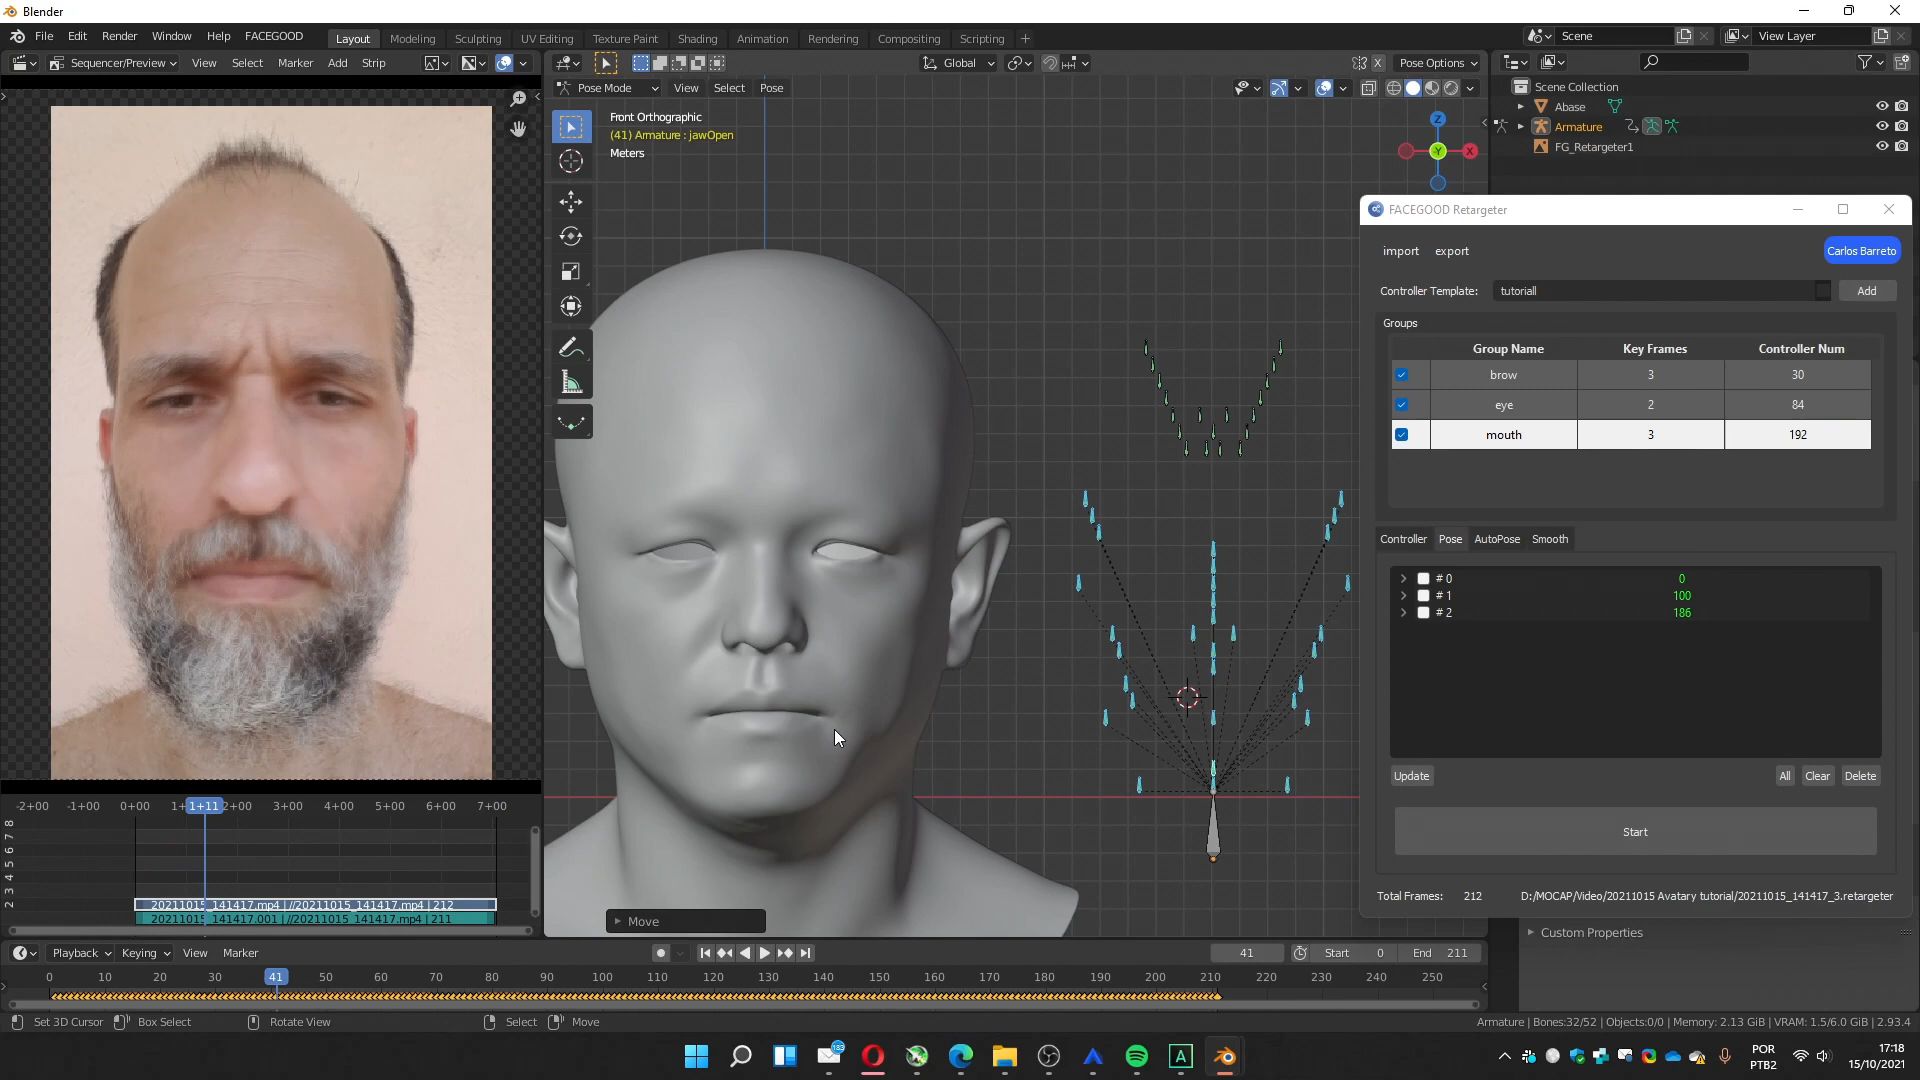 Blender
File Edit Render Window Help FACEGOOD Layout Modeling Sculpting UV Editing Texture Paint Shading Animation Rendering Compositing Scripting + Scene View Layer
Sequencer/Preview View Select Marker Add Strip Global X Pose Options
Pose Mode View Select Pose
Front Orthographic
(41) Armature : jawOpen
Meters
Z
Y
X
Scene Collection
Abase
Armature
FG_Retargeter1
FACEGOOD Retargeter
import export Carlos Barreto
Controller Template: tutoriall Add
Groups
Group Name Key Frames Controller Num
brow 3 30
eye 2 84
mouth 3 192
Controller Pose AutoPose Smooth
# 0 0
# 1 100
# 2 186
Update All Clear Delete
Start
Total Frames: 212 D:/MOCAP/Video/20211015 Avatary tutorial/20211015_141417_3.retargeter
Custom Properties
-2+00 -1+00 0+00 1+11 2+00 3+00 4+00 5+00 6+00 7+00
8
7
6
5
4
3
2
20211015_141417.mp4 | //20211015_141417.mp4 | 212
20211015_141417.001 | //20211015_141417.mp4 | 211
Move
Playback Keying View Marker 41 Start 0 End 211
0 10 20 30 41 50 60 70 80 90 100 110 120 130 140 150 160 170 180 190 200 210 220 230 240 250
Set 3D Cursor Box Select Rotate View Select Move Armature | Bones:32/52 | Objects:0/0 | Memory: 2.13 GiB | VRAM: 1.5/6.0 GiB | 2.93.4
POR
PTB2
17:18
15/10/2021